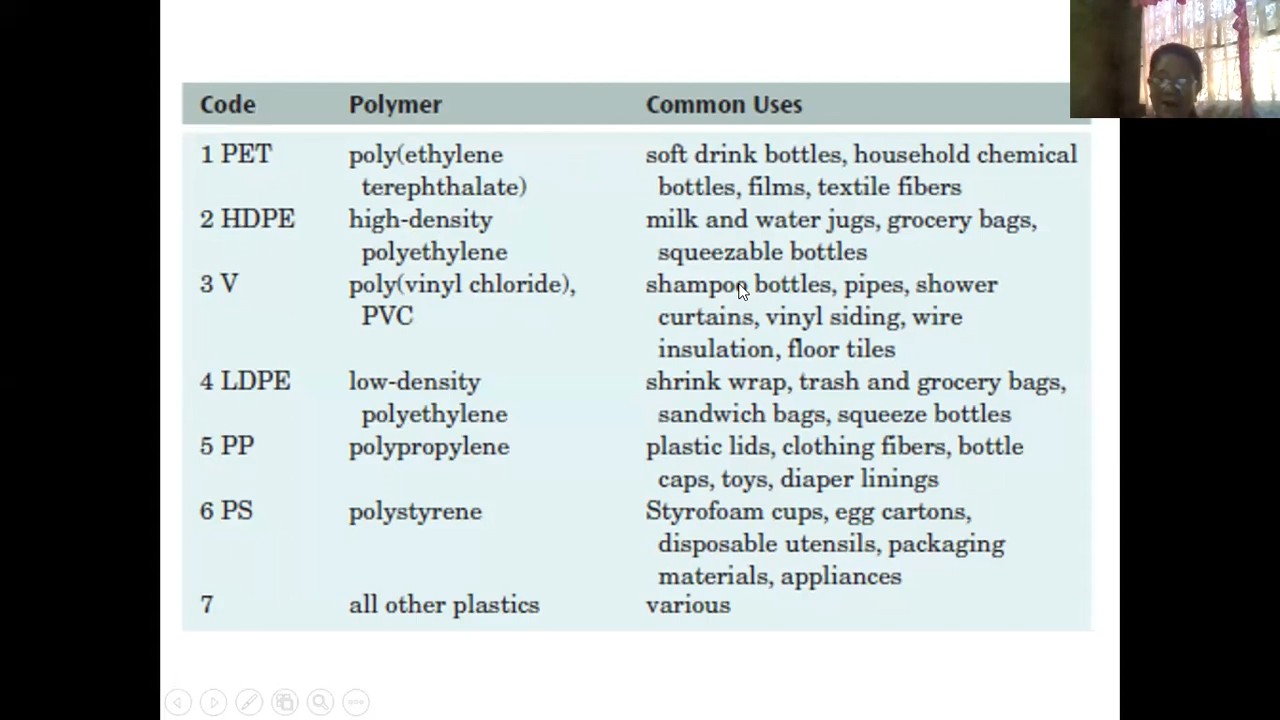 Code Polymer Common Uses
1 PET poly(ethylene soft drink bottles, household chemical
terephthalate) bottles, films, textile fibers
2 HDPE high-density milk and water jugs, grocery bags,
polyethylene squeezable bottles
3 V poly(vinyl chloride), shampoo bottles, pipes, shower
PVC curtains, vinyl siding, wire
insulation, floor tiles
4 LDPE low-density shrink wrap, trash and grocery bags,
polyethylene sandwich bags, squeeze bottles
5 PP polypropylene plastic lids, clothing fibers, bottle
caps, toys, diaper linings
6 PS polystyrene Styrofoam cups, egg cartons,
disposable utensils, packaging
materials, appliances
7 all other plastics various